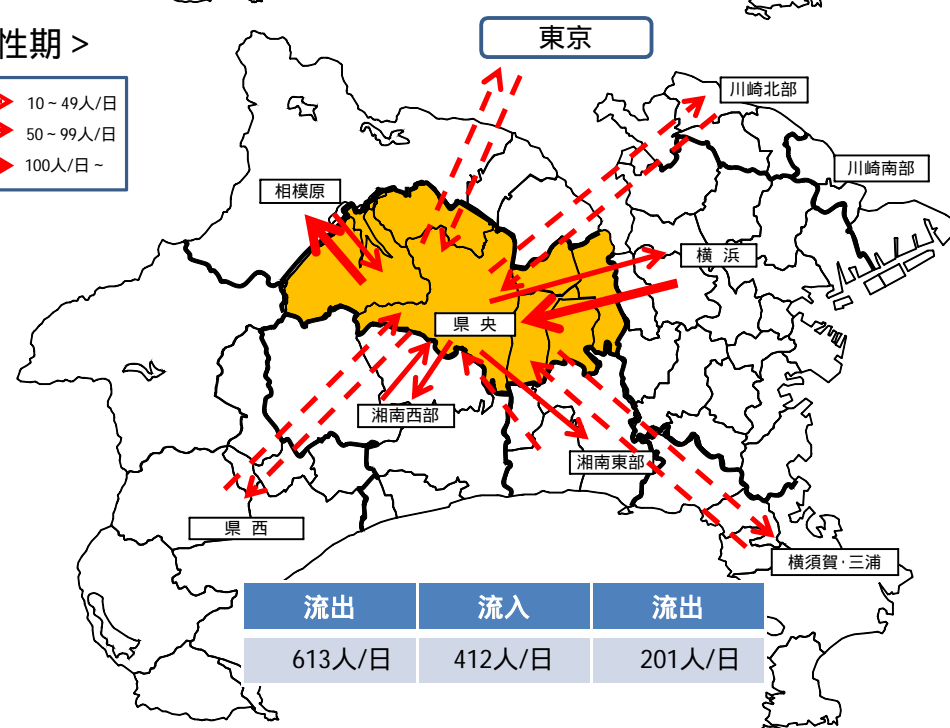 東京
性期 >
10~49人/日
50~99人/日
100人/日~
川崎北部
川崎南部
相模原
横 浜
県 央
湘南西部
湘南東部
県 西
横須賀・三浦
流出 流入 流出
613人/日 412人/日 201人/日